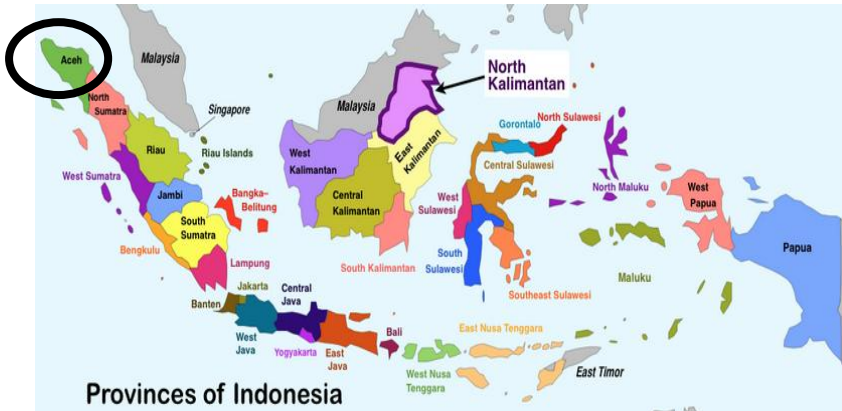 Aceh
Malaysia
North
Sumatra
Singapore
Riau
Riau Islands
West Sumatra
Jambi
Bangka–
Belitung
South
Sumatra
Bengkulu
Lampung
North
Kalimantan
Malaysia
West
Kalimantan
East
Kalimantan
Central
Kalimantan
South Kalimantan
Gorontalo
North Sulawesi
Central Sulawesi
West
Sulawesi
South
Sulawesi
Southeast Sulawesi
North Maluku
West
Papua
Papua
Maluku
Jakarta
Banten
Central
Java
West
Java
Yogyakarta
East
Java
Bali
West Nusa
Tenggara
East Nusa Tenggara
East Timor
Provinces of Indonesia